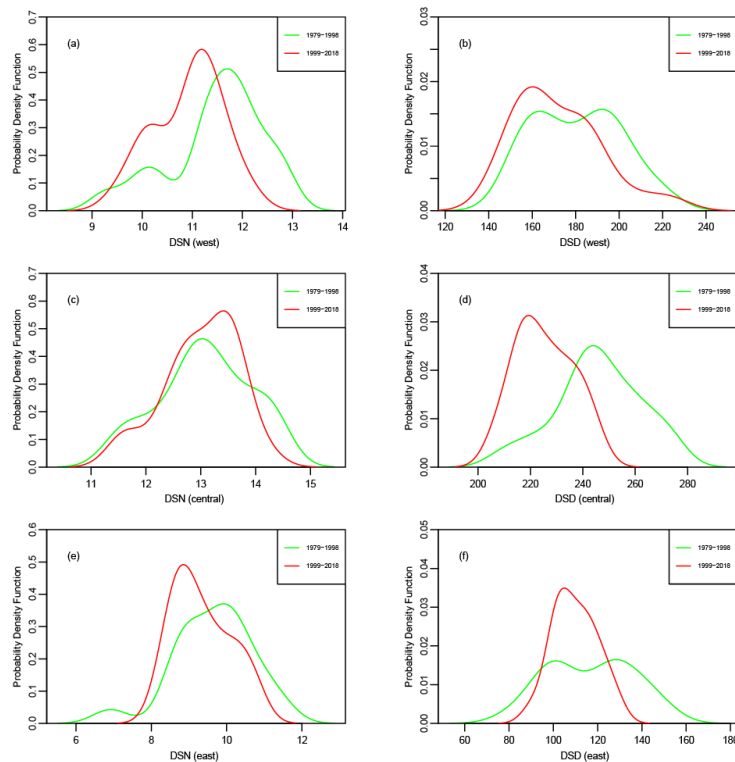 (a)
1979−1998
1999−2018
Probability Density Function
0.0 0.1 0.2 0.3 0.4 0.5 0.6 0.7
9 10 11 12 13 14
DSN (west)
(b)
1979−1998
1999−2018
Probability Density Function
0.00 0.01 0.02 0.03
120 140 160 180 200 220 240
DSD (west)
(c)
1979−1998
1999−2018
Probability Density Function
0.0 0.1 0.2 0.3 0.4 0.5 0.6 0.7
11 12 13 14 15
DSN (central)
(d)
1979−1998
1999−2018
Probability Density Function
0.00 0.01 0.02 0.03 0.04
200 220 240 260 280
DSD (central)
(e)
1979−1998
1999−2018
Probability Density Function
0.0 0.1 0.2 0.3 0.4 0.5 0.6
6 8 10 12
DSN (east)
(f)
1979−1998
1999−2018
Probability Density Function
0.00 0.01 0.02 0.03 0.04 0.05
60 80 100 120 140 160 180
DSD (east)